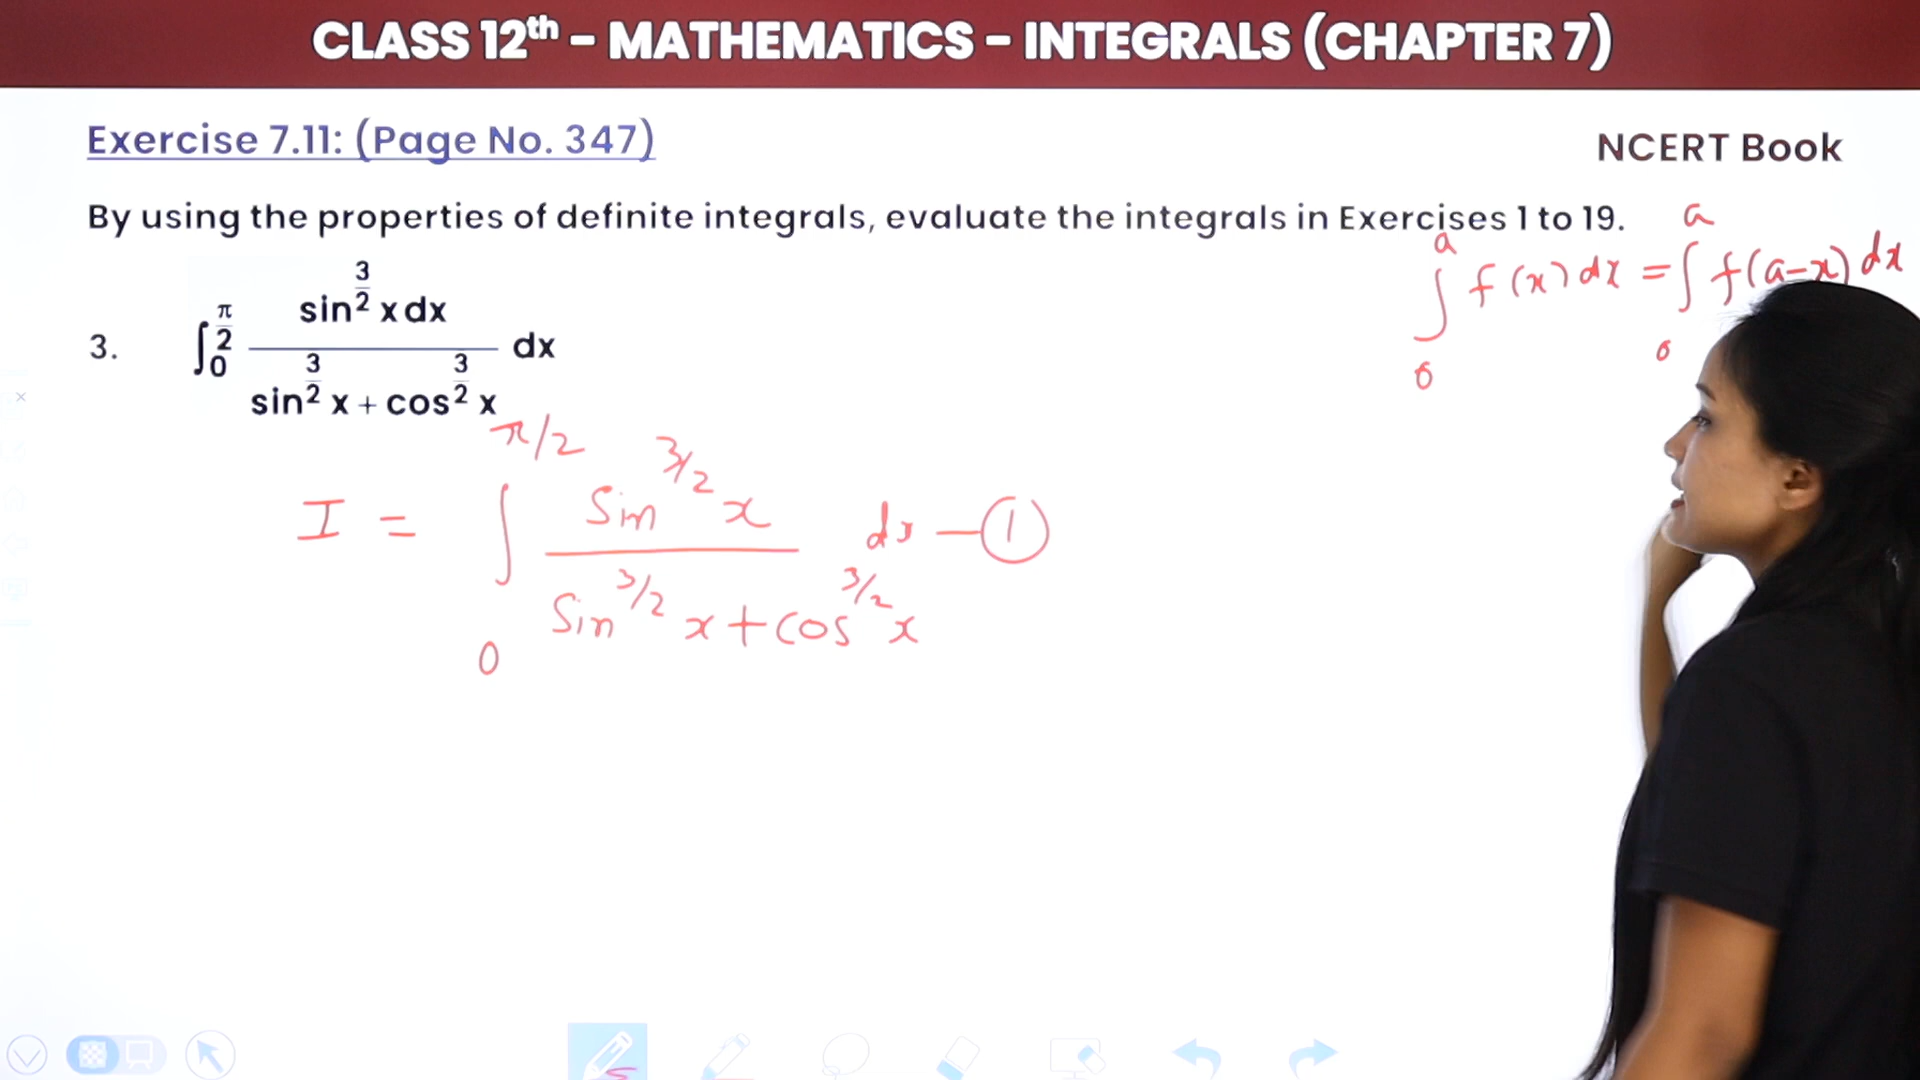 CLASS 12th - MATHEMATICS - INTEGRALS (CHAPTER 7)
Exercise 7.11: (Page No. 347)
NCERT Book
By using the properties of definite integrals, evaluate the integrals in Exercises 1 to 19.
∫₀ᵃ f(x) dx = ∫₀ᵃ f(a-x) dx
3. ∫₀^(π/2) (sin^(3/2) x dx)/(sin^(3/2) x + cos^(3/2) x) dx
I = ∫₀^(π/2) (Sin^(3/2) x)/(Sin^(3/2) x + cos^(3/2) x) dx — ①